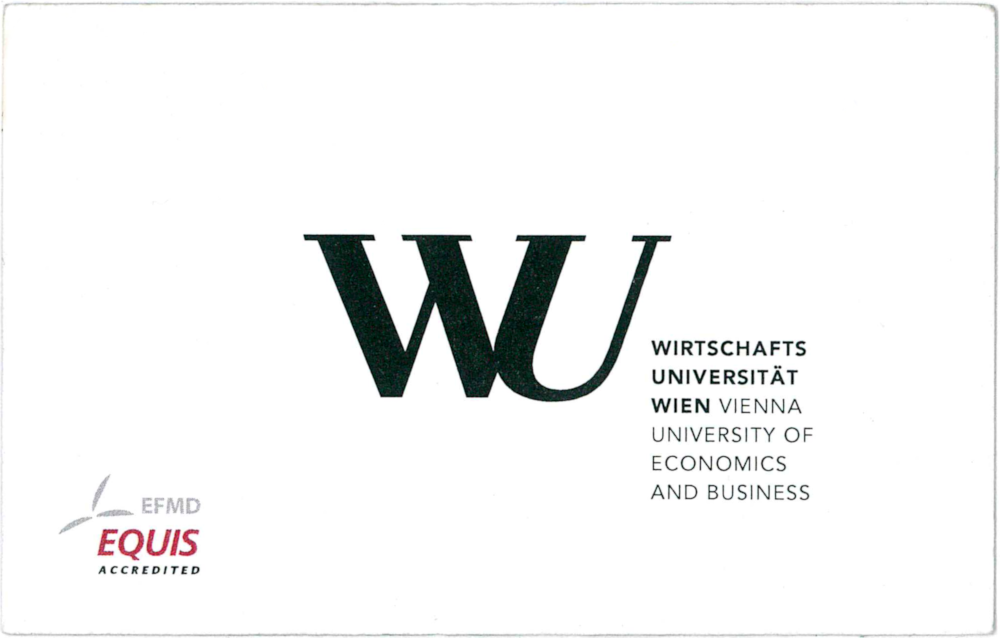 WU
WIRTSCHAFTS
UNIVERSITÄT
WIEN VIENNA
UNIVERSITY OF
ECONOMICS
AND BUSINESS
EFMD
EQUIS
ACCREDITED